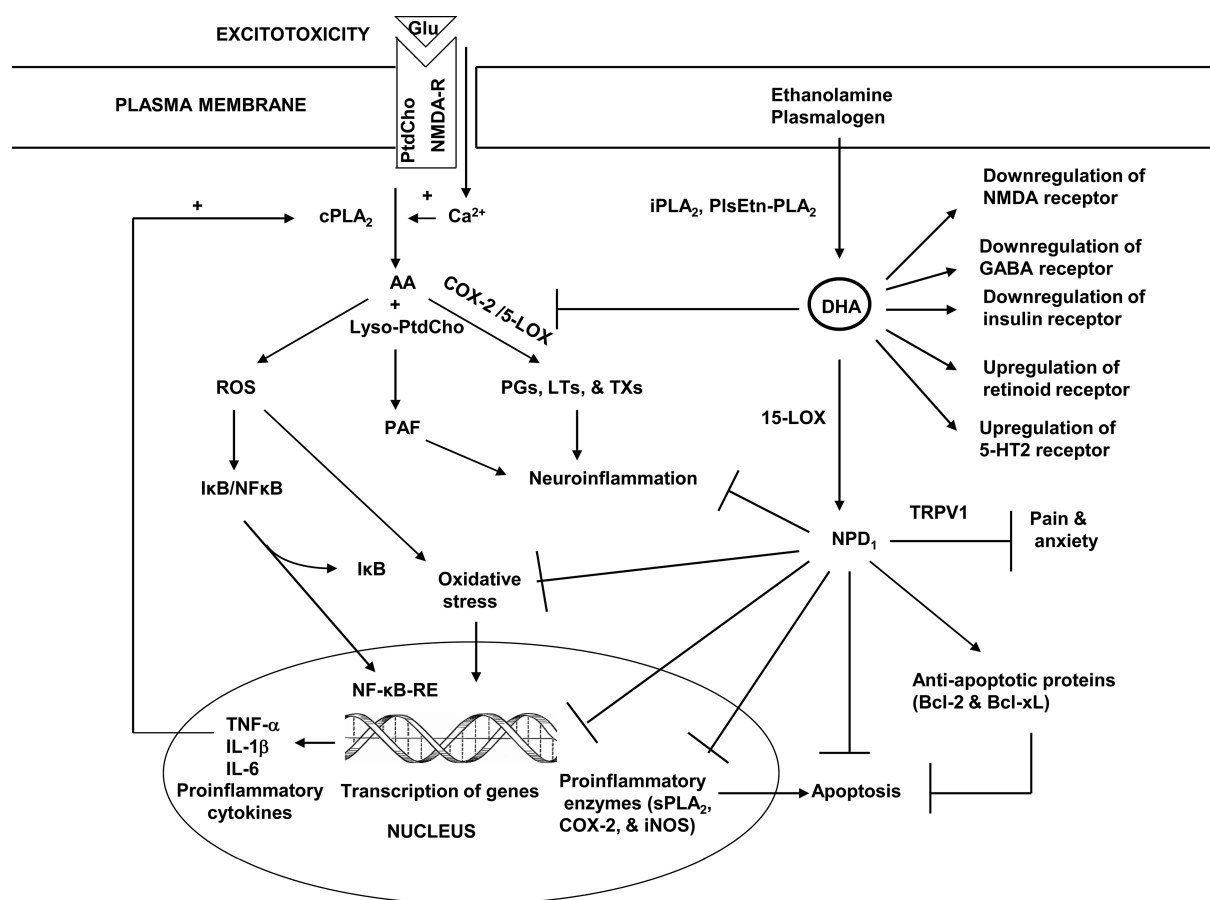 EXCITOTOXICITY
Glu
PLASMA MEMBRANE
PtdCho
NMDA-R
Ethanolamine
Plasmalogen
+
cPLA₂
+
Ca²⁺
iPLA₂, PlsEtn-PLA₂
Downregulation of
NMDA receptor
Downregulation of
GABA receptor
Downregulation of
insulin receptor
Upregulation of
retinoid receptor
Upregulation of
5-HT2 receptor
DHA
AA
+
Lyso-PtdCho
COX-2 /5-LOX
ROS
PAF
PGs, LTs, & TXs
15-LOX
Neuroinflammation
IκB/NFκB
IκB
Oxidative
stress
NPD₁
TRPV1
Pain &
anxiety
NF-κB-RE
Anti-apoptotic proteins
(Bcl-2 & Bcl-xL)
TNF-α
IL-1β
IL-6
Proinflammatory
cytokines
Transcription of genes
NUCLEUS
Proinflammatory
enzymes (sPLA₂,
COX-2, & iNOS)
Apoptosis